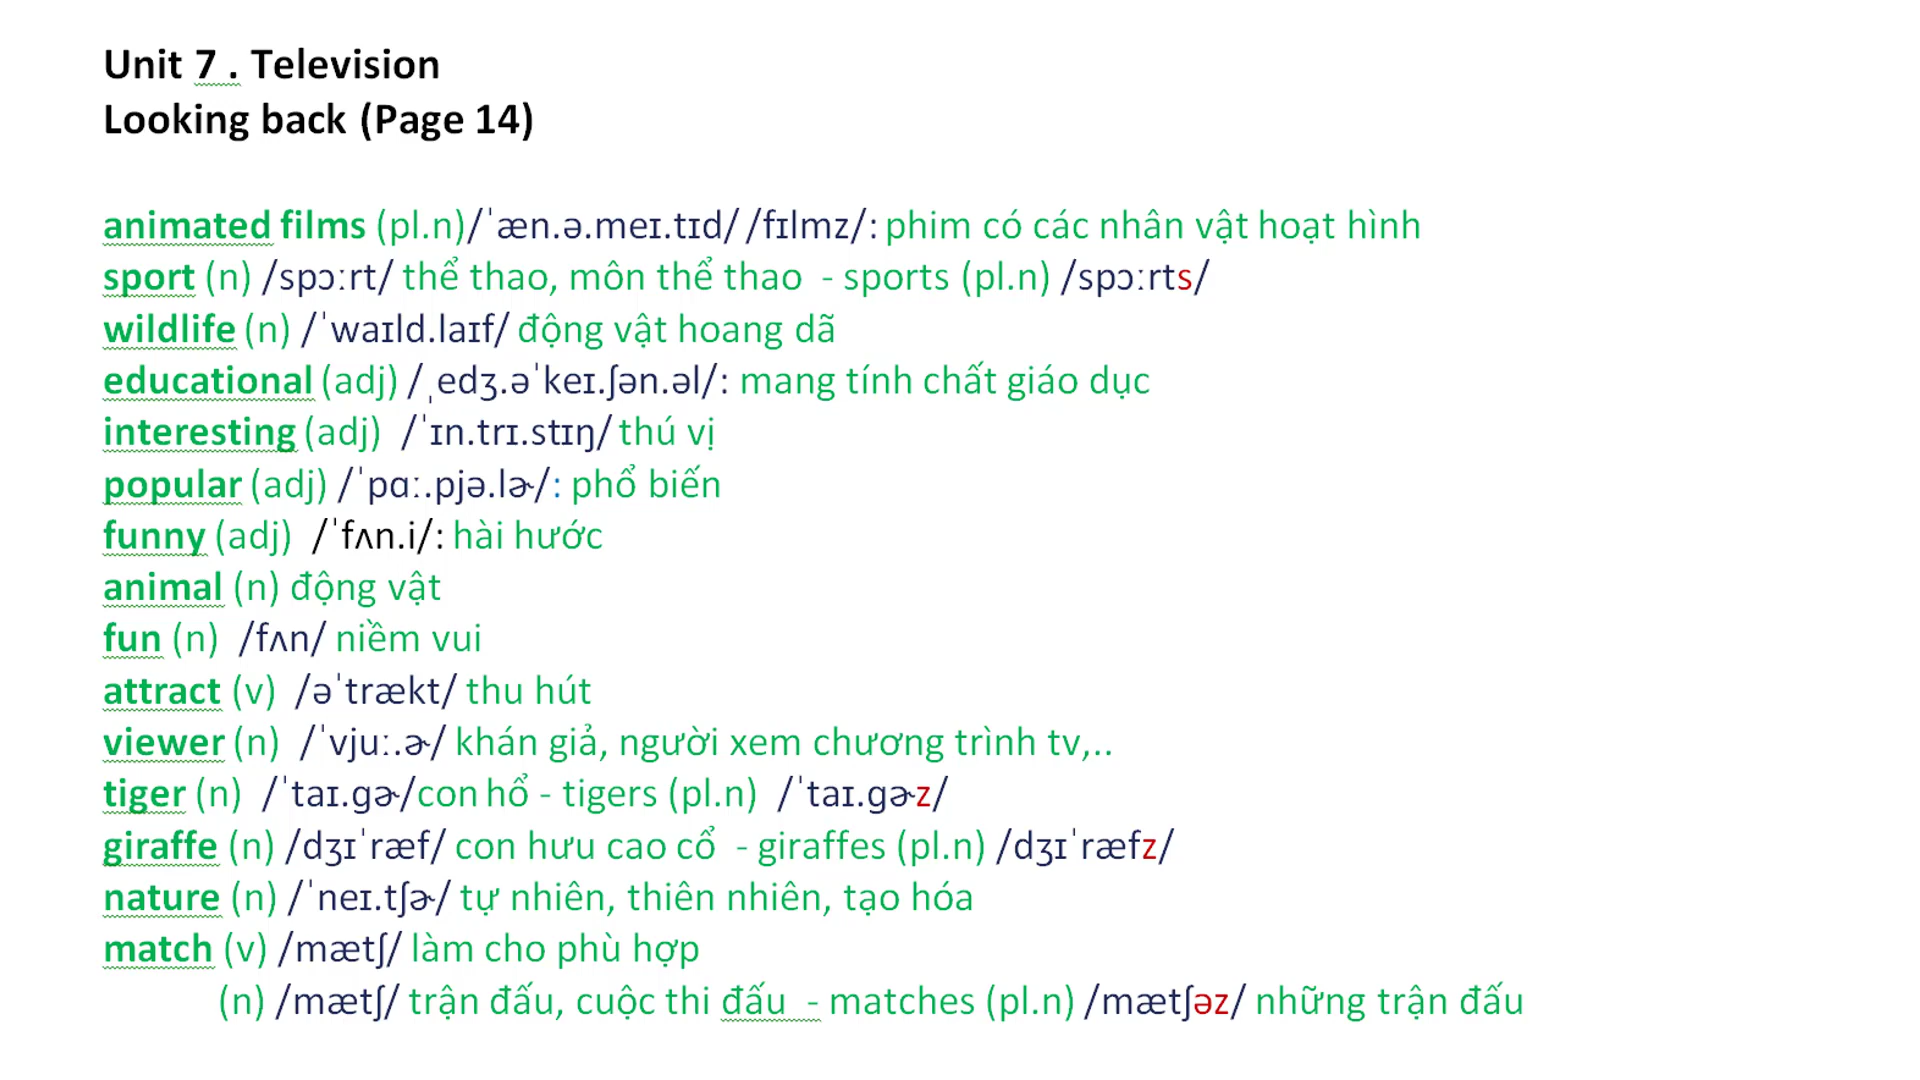 Unit 7 . Television
Looking back (Page 14)
animated films (pl.n)/ˈæn.ə.meɪ.tɪd/ /fɪlmz/: phim có các nhân vật hoạt hình
sport (n) /spɔːrt/ thể thao, môn thể thao - sports (pl.n) /spɔːrts/
wildlife (n) /ˈwaɪld.laɪf/ động vật hoang dã
educational (adj) /ˌedʒ.əˈkeɪ.ʃən.əl/: mang tính chất giáo dục
interesting (adj) /ˈɪn.trɪ.stɪŋ/ thú vị
popular (adj) /ˈpɑː.pjə.lɚ/: phổ biến
funny (adj) /ˈfʌn.i/: hài hước
animal (n) động vật
fun (n) /fʌn/ niềm vui
attract (v) /əˈtrækt/ thu hút
viewer (n) /ˈvjuː.ɚ/ khán giả, người xem chương trình tv,..
tiger (n) /ˈtaɪ.ɡɚ/con hổ - tigers (pl.n) /ˈtaɪ.ɡɚz/
giraffe (n) /dʒɪˈræf/ con hưu cao cổ - giraffes (pl.n) /dʒɪˈræfz/
nature (n) /ˈneɪ.tʃɚ/ tự nhiên, thiên nhiên, tạo hóa
match (v) /mætʃ/ làm cho phù hợp
(n) /mætʃ/ trận đấu, cuộc thi đấu - matches (pl.n) /mætʃəz/ những trận đấu